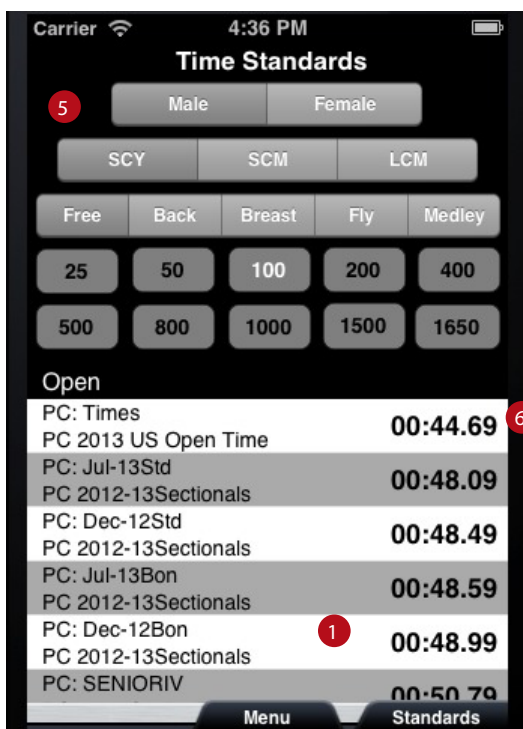 Carrier 4:36 PM
Time Standards
5 Male Female
SCY SCM LCM
Free Back Breast Fly Medley
25 50 100 200 400
500 800 1000 1500 1650
Open
PC: Times
PC 2013 US Open Time
00:44.69 6
PC: Jul-13Std
PC 2012-13Sectionals
00:48.09
PC: Dec-12Std
PC 2012-13Sectionals
00:48.49
PC: Jul-13Bon
PC 2012-13Sectionals
00:48.59
PC: Dec-12Bon
PC 2012-13Sectionals
1 00:48.99
PC: SENIORIV
00:50.79
Menu Standards